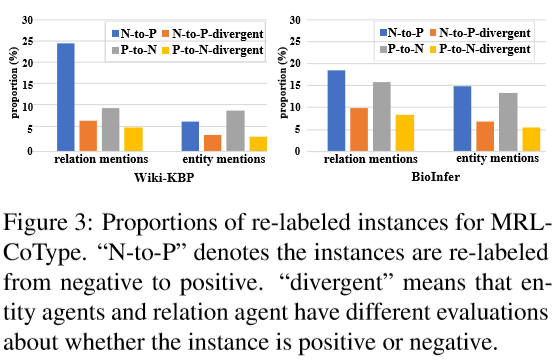 30
25
20
15
10
5
0
proportion (%)
N-to-P N-to-P-divergent
P-to-N P-to-N-divergent
relation mentions entity mentions
Wiki-KBP
30
25
20
15
10
5
0
proportion (%)
N-to-P N-to-P-divergent
P-to-N P-to-N-divergent
relation mentions entity mentions
BioInfer
Figure 3: Proportions of re-labeled instances for MRL-
CoType. “N-to-P” denotes the instances are re-labeled
from negative to positive. “divergent” means that en-
tity agents and relation agent have different evaluations
about whether the instance is positive or negative.